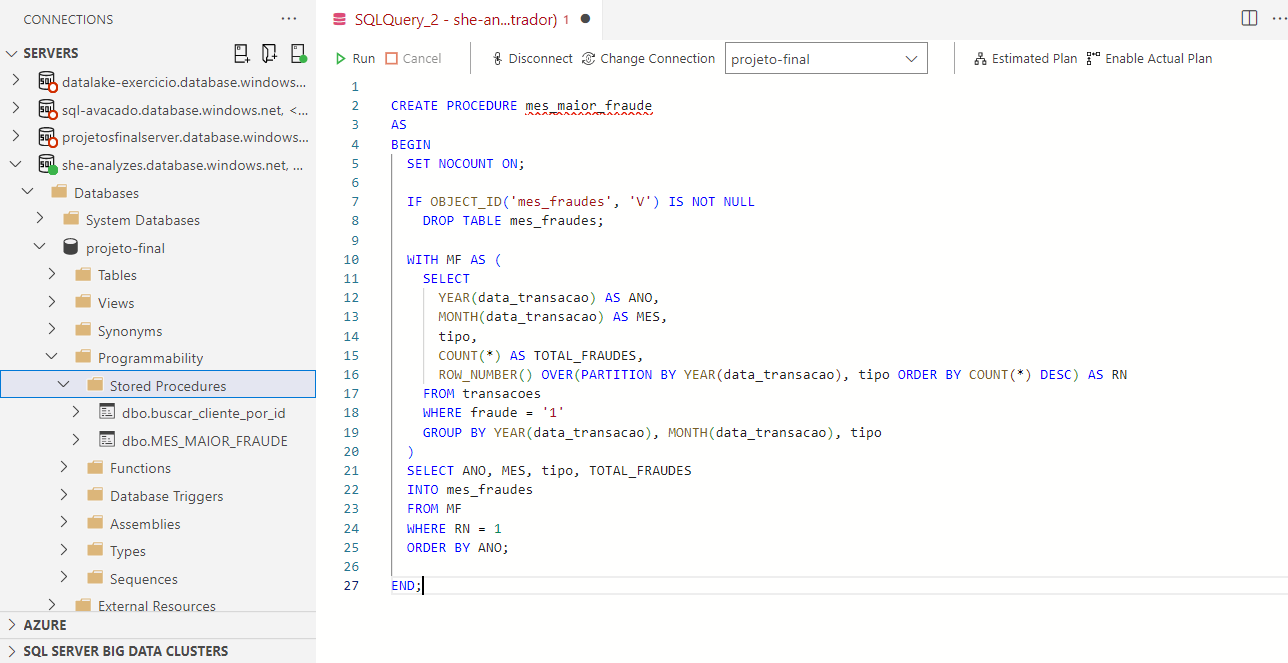 CONNECTIONS ...
SERVERS
datalake-exercicio.database.windows...
sql-avacado.database.windows.net, <...
projetosfinalserver.database.windows...
she-analyzes.database.windows.net, ...
Databases
System Databases
projeto-final
Tables
Views
Synonyms
Programmability
Stored Procedures
dbo.buscar_cliente_por_id
dbo.MES_MAIOR_FRAUDE
Functions
Database Triggers
Assemblies
Types
Sequences
External Resources
AZURE
SQL SERVER BIG DATA CLUSTERS
SQLQuery_2 - she-an...trador) 1
Run Cancel Disconnect Change Connection projeto-final Estimated Plan Enable Actual Plan
1
2 CREATE PROCEDURE mes_maior_fraude
3 AS
4 BEGIN
5 SET NOCOUNT ON;
6
7 IF OBJECT_ID('mes_fraudes', 'V') IS NOT NULL
8 DROP TABLE mes_fraudes;
9
10 WITH MF AS (
11 SELECT
12 YEAR(data_transacao) AS ANO,
13 MONTH(data_transacao) AS MES,
14 tipo,
15 COUNT(*) AS TOTAL_FRAUDES,
16 ROW_NUMBER() OVER(PARTITION BY YEAR(data_transacao), tipo ORDER BY COUNT(*) DESC) AS RN
17 FROM transacoes
18 WHERE fraude = '1'
19 GROUP BY YEAR(data_transacao), MONTH(data_transacao), tipo
20 )
21 SELECT ANO, MES, tipo, TOTAL_FRAUDES
22 INTO mes_fraudes
23 FROM MF
24 WHERE RN = 1
25 ORDER BY ANO;
26
27 END;